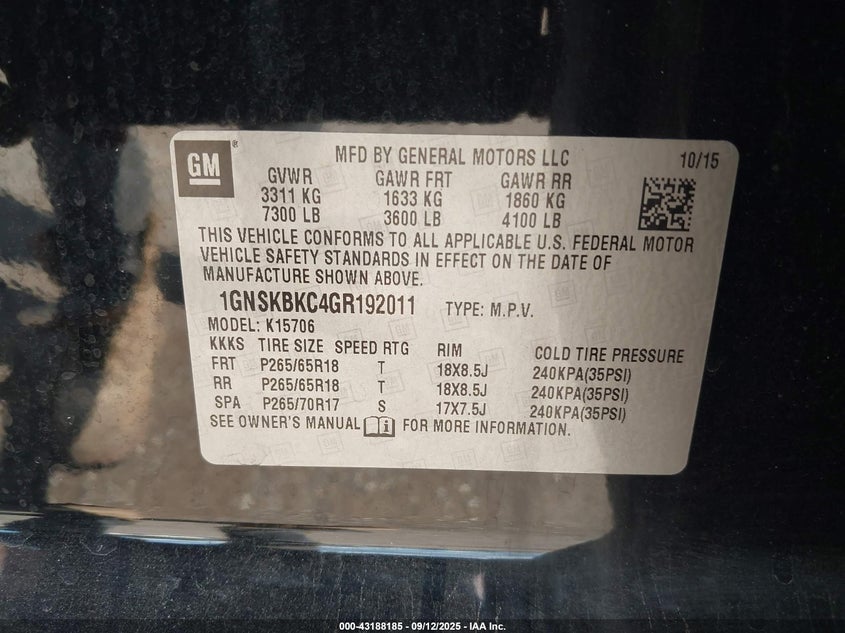 GM®
MFD BY GENERAL MOTORS LLC 10/15
GVWR GAWR FRT GAWR RR
3311 KG 1633 KG 1860 KG
7300 LB 3600 LB 4100 LB
THIS VEHICLE CONFORMS TO ALL APPLICABLE U.S. FEDERAL MOTOR
VEHICLE SAFETY STANDARDS IN EFFECT ON THE DATE OF
MANUFACTURE SHOWN ABOVE.
1GNSKBKC4GR192011 TYPE: M.P.V.
MODEL: K15706
KKKS TIRE SIZE SPEED RTG RIM COLD TIRE PRESSURE
FRT P265/65R18 T 18X8.5J 240KPA(35PSI)
RR P265/65R18 T 18X8.5J 240KPA(35PSI)
SPA P265/70R17 S 17X7.5J 240KPA(35PSI)
SEE OWNER'S MANUAL i FOR MORE INFORMATION.
000-43188185 - 09/12/2025 - IAA Inc.